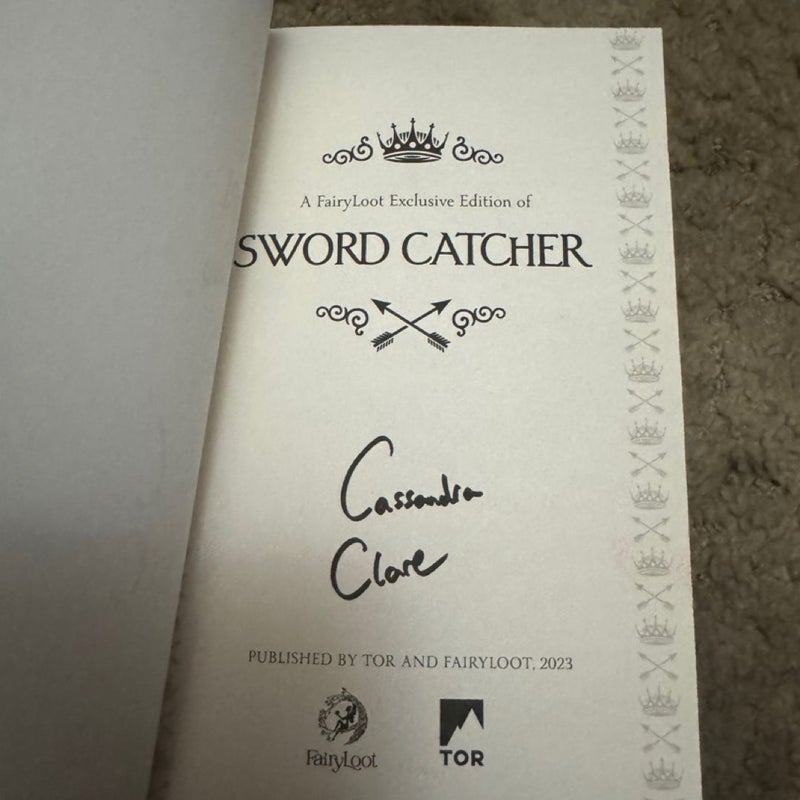 A FairyLoot Exclusive Edition of
SWORD CATCHER
Cassandra
Clare
PUBLISHED BY TOR AND FAIRYLOOT, 2023
FairyLoot
TOR